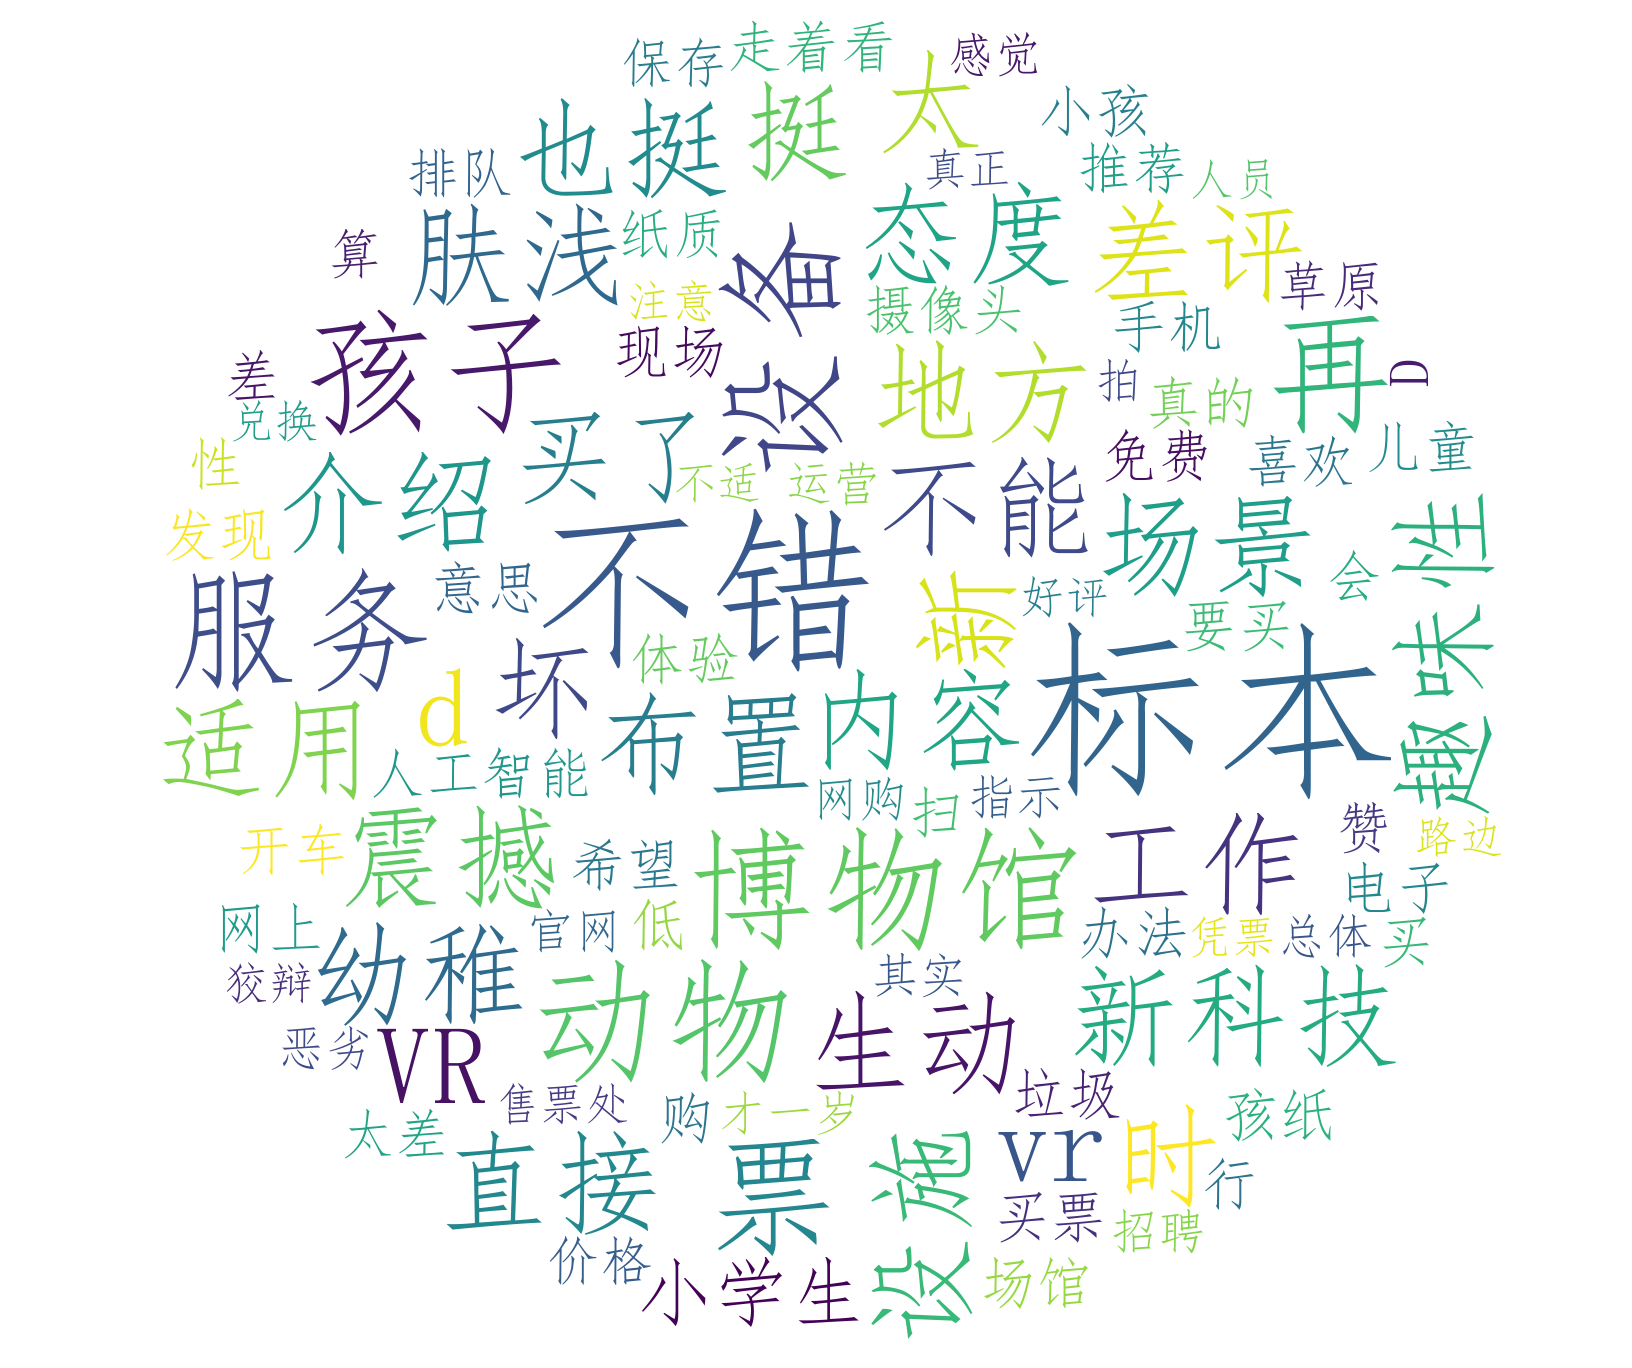 保存
走着看
感觉
也挺
挺
太
小孩
排队
真正
推荐
人员
肤浅
纸质
设备
态度
差评
算
注意
摄像头
草原
孩子
现场
手机
再
差
地方
拍
真的
D
兑换
买了
免费
喜欢
儿童
性
介绍
不适
运营
不能
场景
趣味性
发现
不错
服务
意思
新
好评
会
体验
要买
标本
坏
适用
d
布置
内容
人工智能
网购
扫
指示
开车
震撼
希望
博物馆
工作
赞
路边
电子
网上
幼稚
官网
低
办法
凭票
总体
买
狡辩
其实
动物
生动
新科技
恶劣
VR
售票处
购
才一岁
垃圾
孩纸
太差
直接
票
设施
vr
时
行
买票
招聘
价格
小学生
场馆